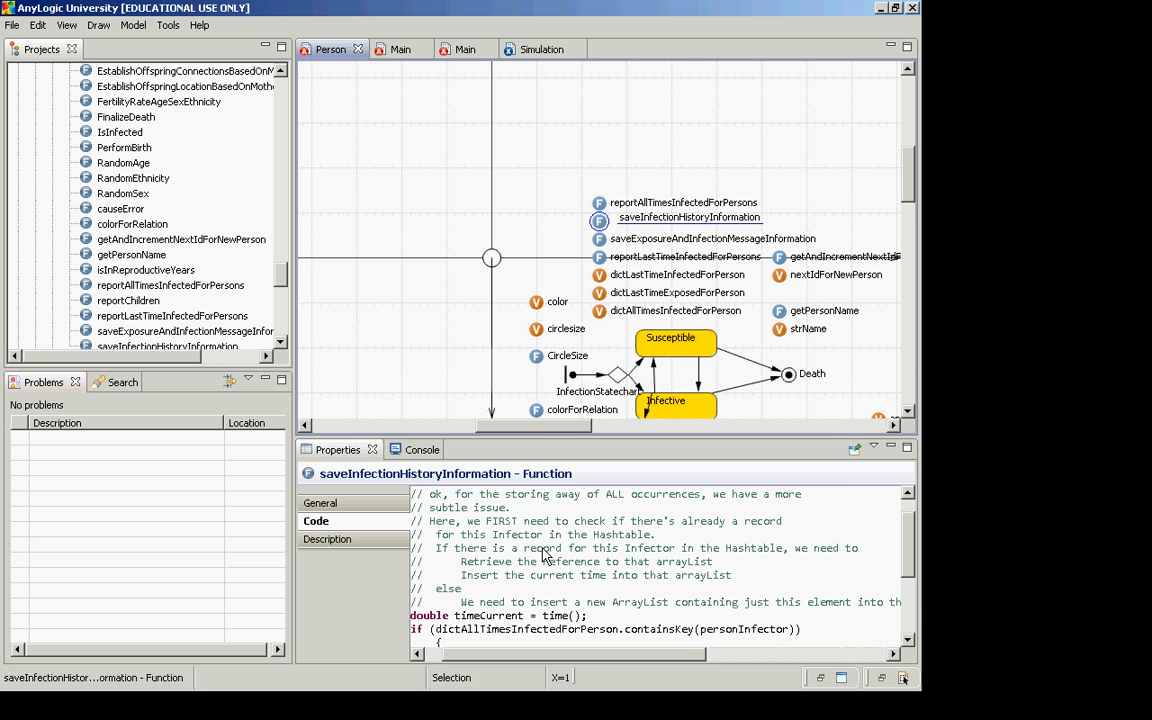 AnyLogic University [EDUCATIONAL USE ONLY]
File Edit View Draw Model Tools Help
Projects
EstablishOffspringConnectionsBasedOnM
EstablishOffspringLocationBasedOnMothe
FertilityRateAgeSexEthnicity
FinalizeDeath
IsInfected
PerformBirth
RandomAge
RandomEthnicity
RandomSex
causeError
colorForRelation
getAndIncrementNextIdForNewPerson
getPersonName
isInReproductiveYears
reportAllTimesInfectedForPersons
reportChildren
reportLastTimeInfectedForPersons
saveExposureAndInfectionMessageInfor
saveInfectionHistoryInformation
Problems Search
No problems
Description Location
Person Main Main Simulation
reportAllTimesInfectedForPersons
saveInfectionHistoryInformation
saveExposureAndInfectionMessageInformation
reportLastTimeInfectedForPersons getAndIncrementNextIdF
dictLastTimeInfectedForPerson nextIdForNewPerson
dictLastTimeExposedForPerson
color
dictAllTimesInfectedForPerson getPersonName
circlesize strName
Susceptible
CircleSize
Death
InfectionStatechart
Infective
colorForRelation
Properties Console
saveInfectionHistoryInformation - Function
General
Code
Description
// ok, for the storing away of ALL occurrences, we have a more
// subtle issue.
// Here, we FIRST need to check if there's already a record
// for this Infector in the Hashtable.
// If there is a record for this Infector in the Hashtable, we need to
// Retrieve the reference to that arrayList
// Insert the current time into that arrayList
// else
// We need to insert a new ArrayList containing just this element into th
double timeCurrent = time();
if (dictAllTimesInfectedForPerson.containsKey(personInfector))
{
saveInfectionHistor...ormation - Function Selection X=1